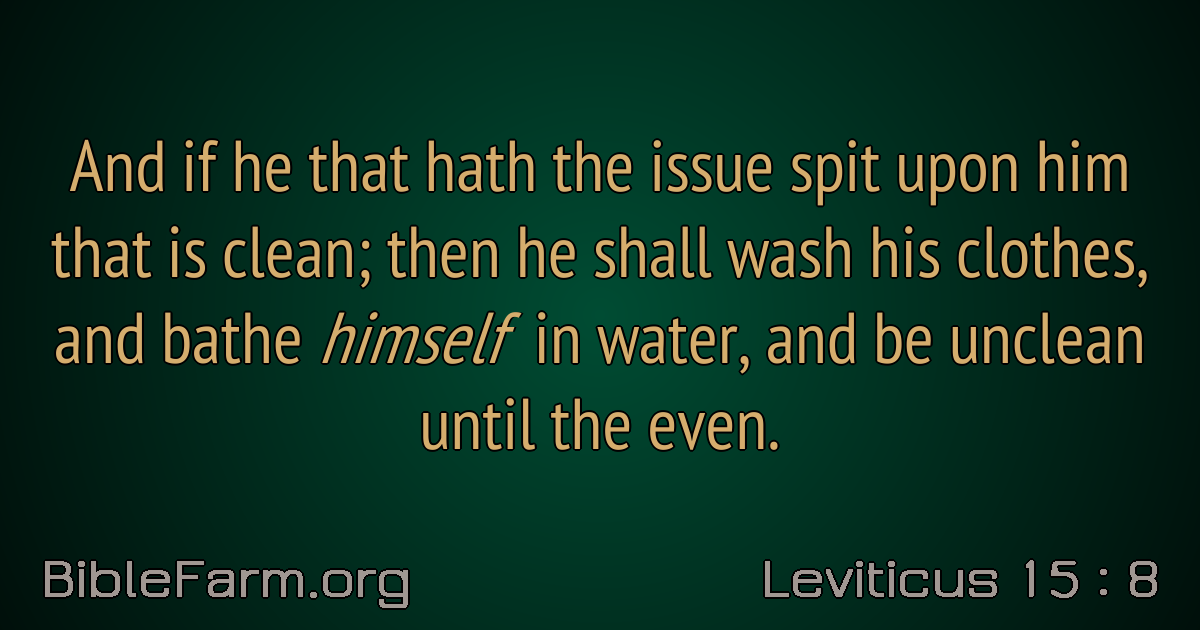 And if he that hath the issue spit upon him
that is clean; then he shall wash his clothes,
and bathe himself in water, and be unclean
until the even.
BibleFarm.org
Leviticus 15 : 8